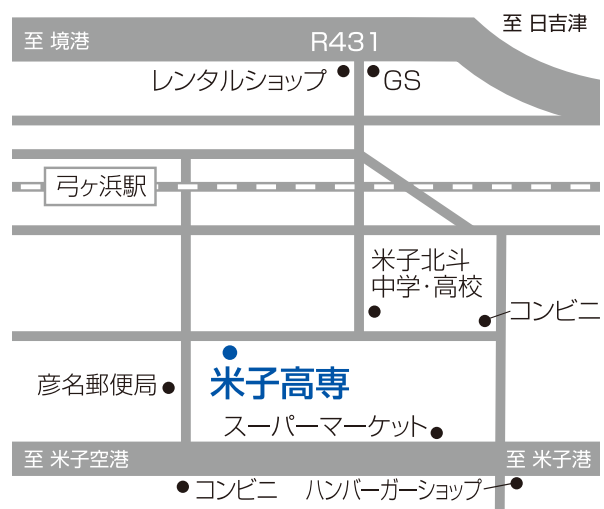 至 日吉津
至 境港
R431
レンタルショップ
GS
弓ヶ浜駅
米子北斗
中学・高校
コンビニ
米子高専
彦名郵便局
スーパーマーケット
至 米子空港
至 米子港
コンビニ
ハンバーガーショップ